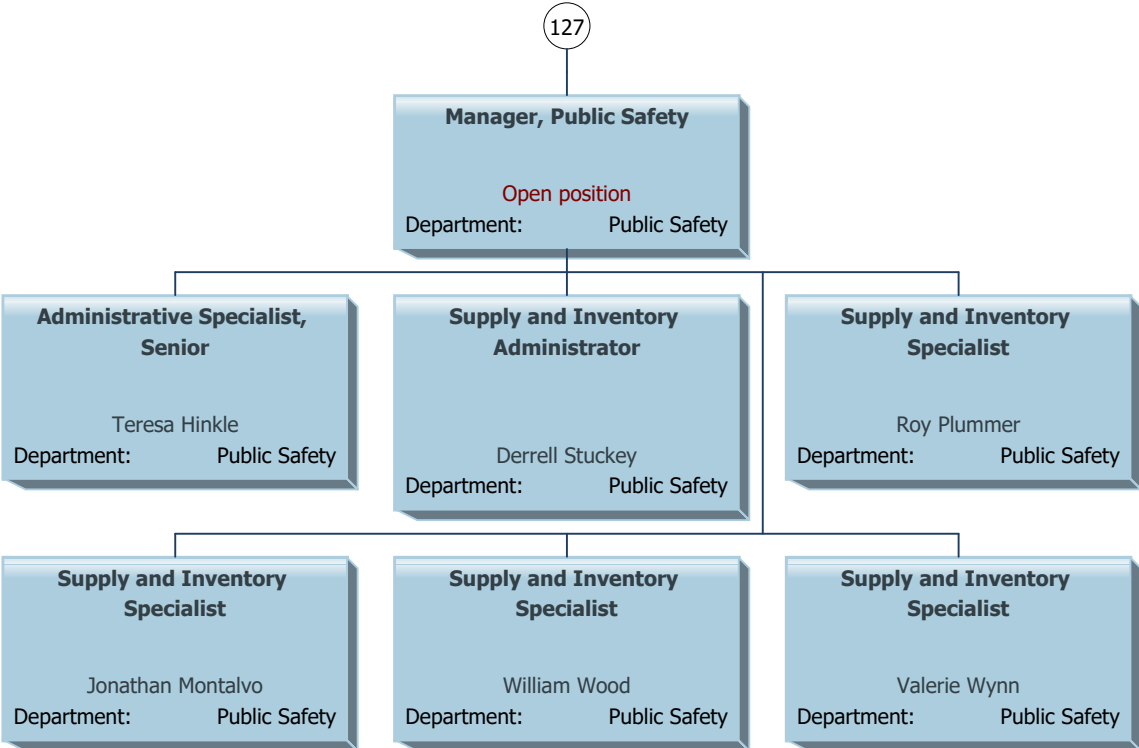 127
Manager, Public Safety
Open position
Department: Public Safety
Administrative Specialist,
Senior
Teresa Hinkle
Department: Public Safety
Supply and Inventory
Administrator
Derrell Stuckey
Department: Public Safety
Supply and Inventory
Specialist
Roy Plummer
Department: Public Safety
Supply and Inventory
Specialist
Jonathan Montalvo
Department: Public Safety
Supply and Inventory
Specialist
William Wood
Department: Public Safety
Supply and Inventory
Specialist
Valerie Wynn
Department: Public Safety